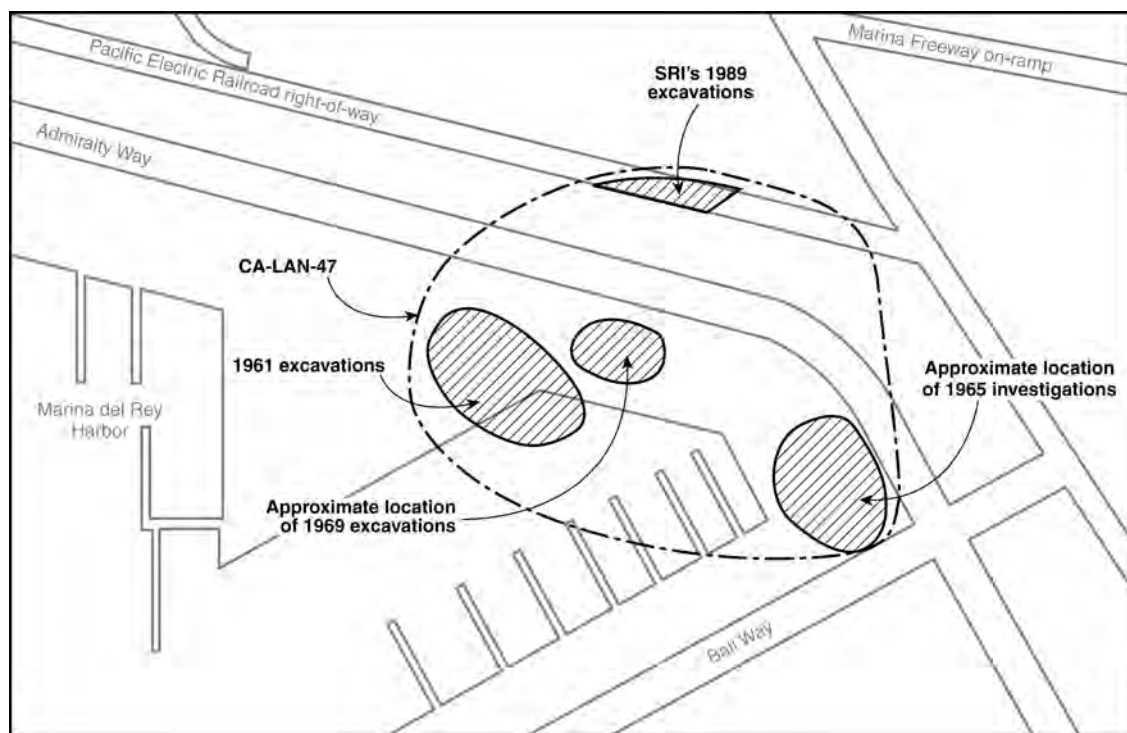 Marina Freeway on-ramp
Pacific Electric Railroad right-of-way
SRI's 1989
excavations
Admiralty Way
CA-LAN-47
1961 excavations
Approximate location
of 1965 investigations
Marina del Rey
Harbor
Approximate location
of 1969 excavations
Bali Way